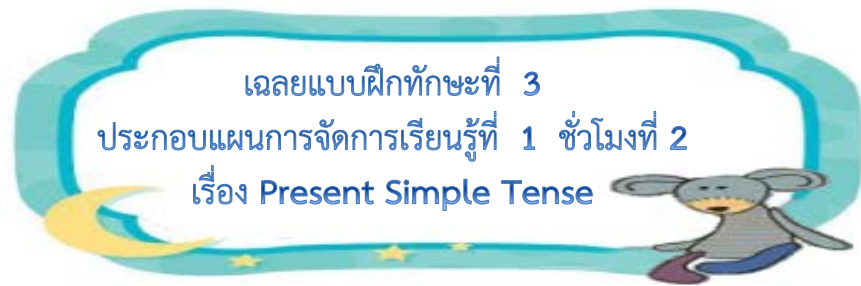 เฉลยแบบฝึกทักษะที่ 3
ประกอบแผนการจัดการเรียนรู้ที่ 1 ชั่วโมงที่ 2
เรื่อง Present Simple Tense